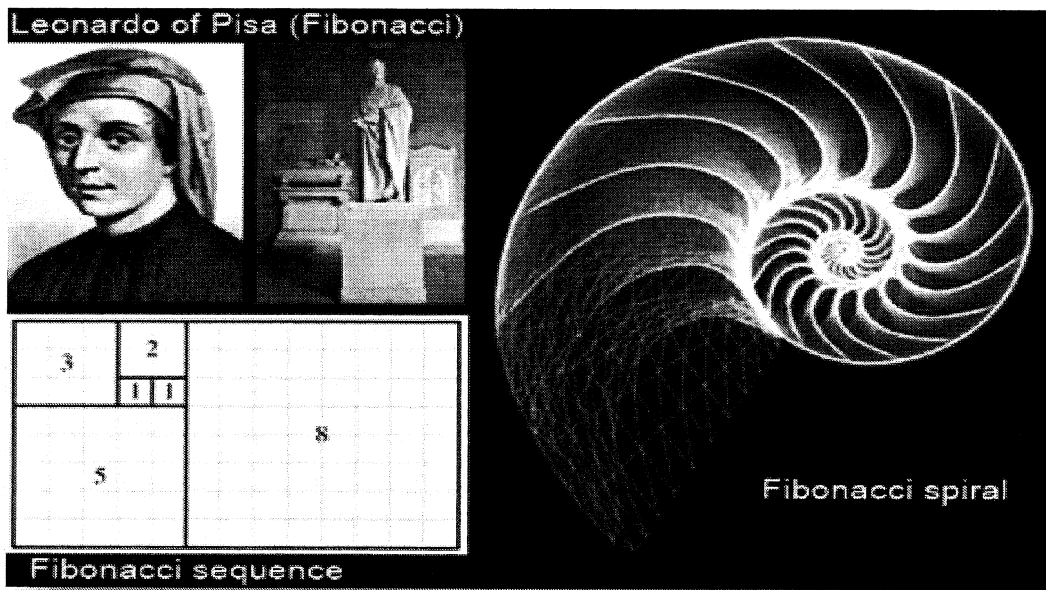 Leonardo of Pisa (Fibonacci)
3
2
1 1
8
5
Fibonacci spiral
Fibonacci sequence